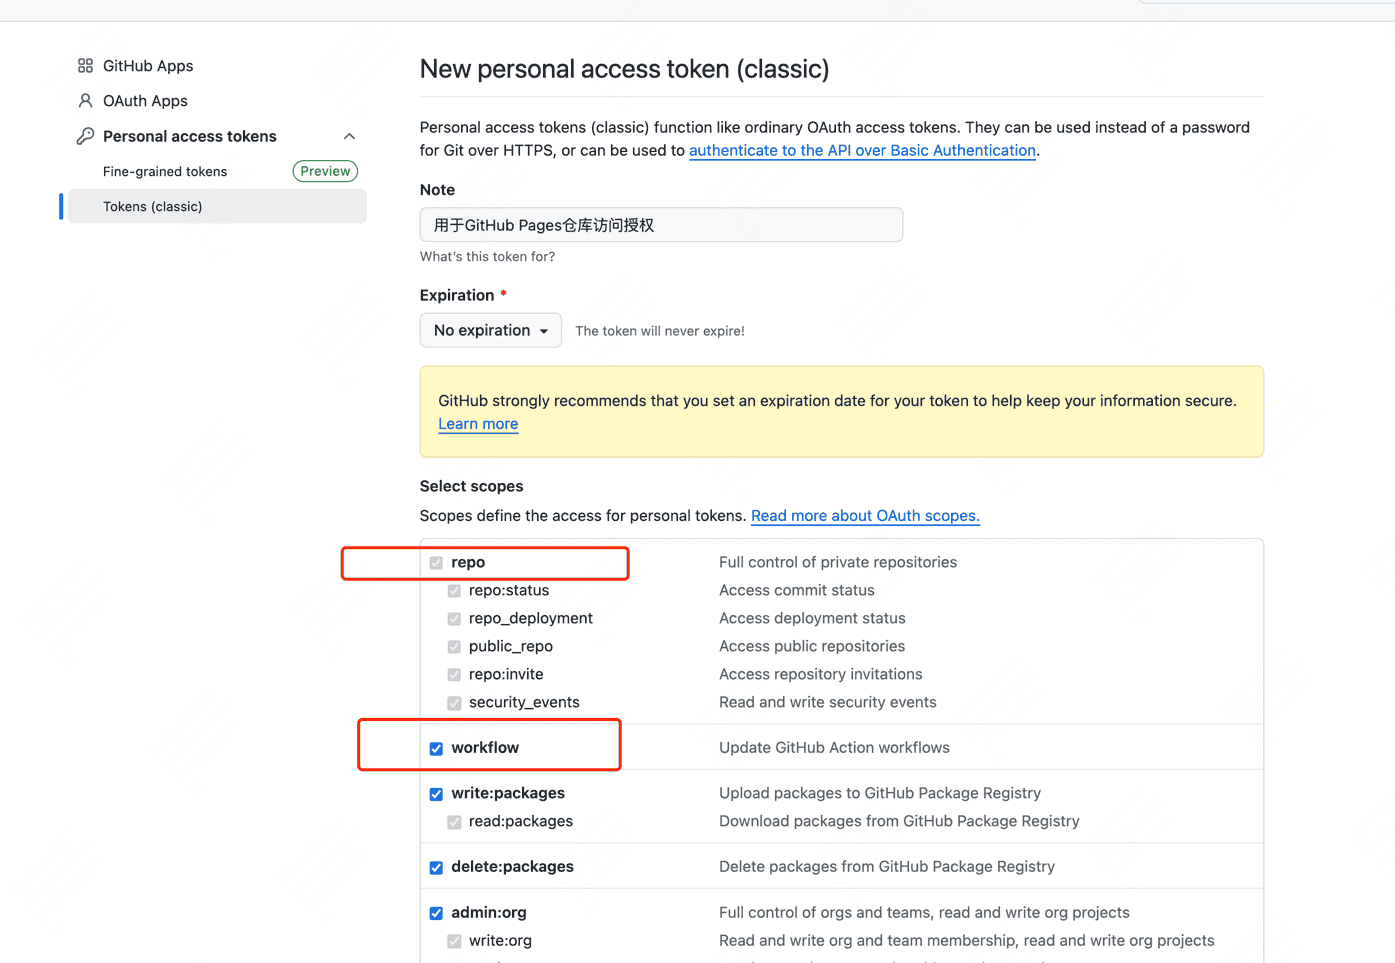 GitHub Apps
OAuth Apps
Personal access tokens
Fine-grained tokens
Preview
Tokens (classic)
New personal access token (classic)
Personal access tokens (classic) function like ordinary OAuth access tokens. They can be used instead of a password
for Git over HTTPS, or can be used to authenticate to the API over Basic Authentication.
Note
用于GitHub Pages仓库访问授权
What's this token for?
Expiration *
No expiration
The token will never expire!
GitHub strongly recommends that you set an expiration date for your token to help keep your information secure.
Learn more
Select scopes
Scopes define the access for personal tokens. Read more about OAuth scopes.
repo Full control of private repositories
repo:status Access commit status
repo_deployment Access deployment status
public_repo Access public repositories
repo:invite Access repository invitations
security_events Read and write security events
workflow Update GitHub Action workflows
write:packages Upload packages to GitHub Package Registry
read:packages Download packages from GitHub Package Registry
delete:packages Delete packages from GitHub Package Registry
admin:org Full control of orgs and teams, read and write org projects
write:org Read and write org and team membership, read and write org projects